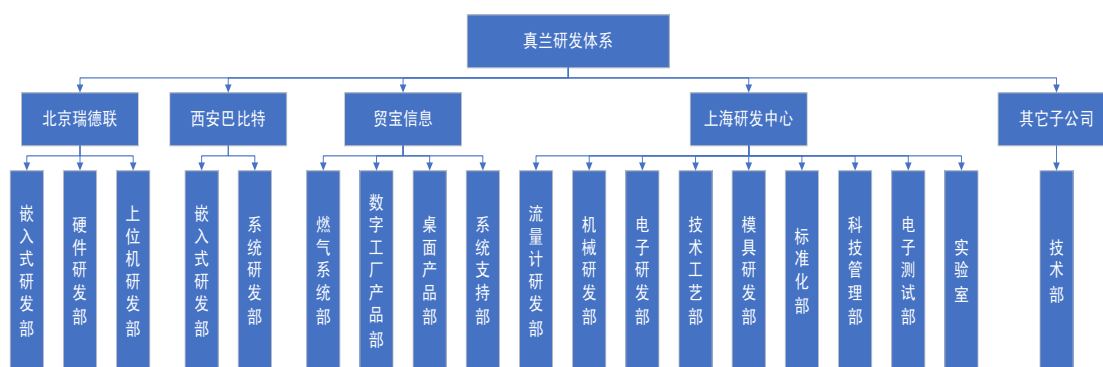 真兰研发体系
北京瑞德联
西安巴比特
贸宝信息
上海研发中心
其它子公司
嵌入式研发部
硬件研发部
上位机研发部
嵌入式研发部
系统研发部
燃气系统
数字工厂产品部
桌面产品部
系统支持
流量计研发部
机械研发部
电子研发部
技术工艺
模具研发部
标准化部
科技管理部
电子测试部
实验室
技术部